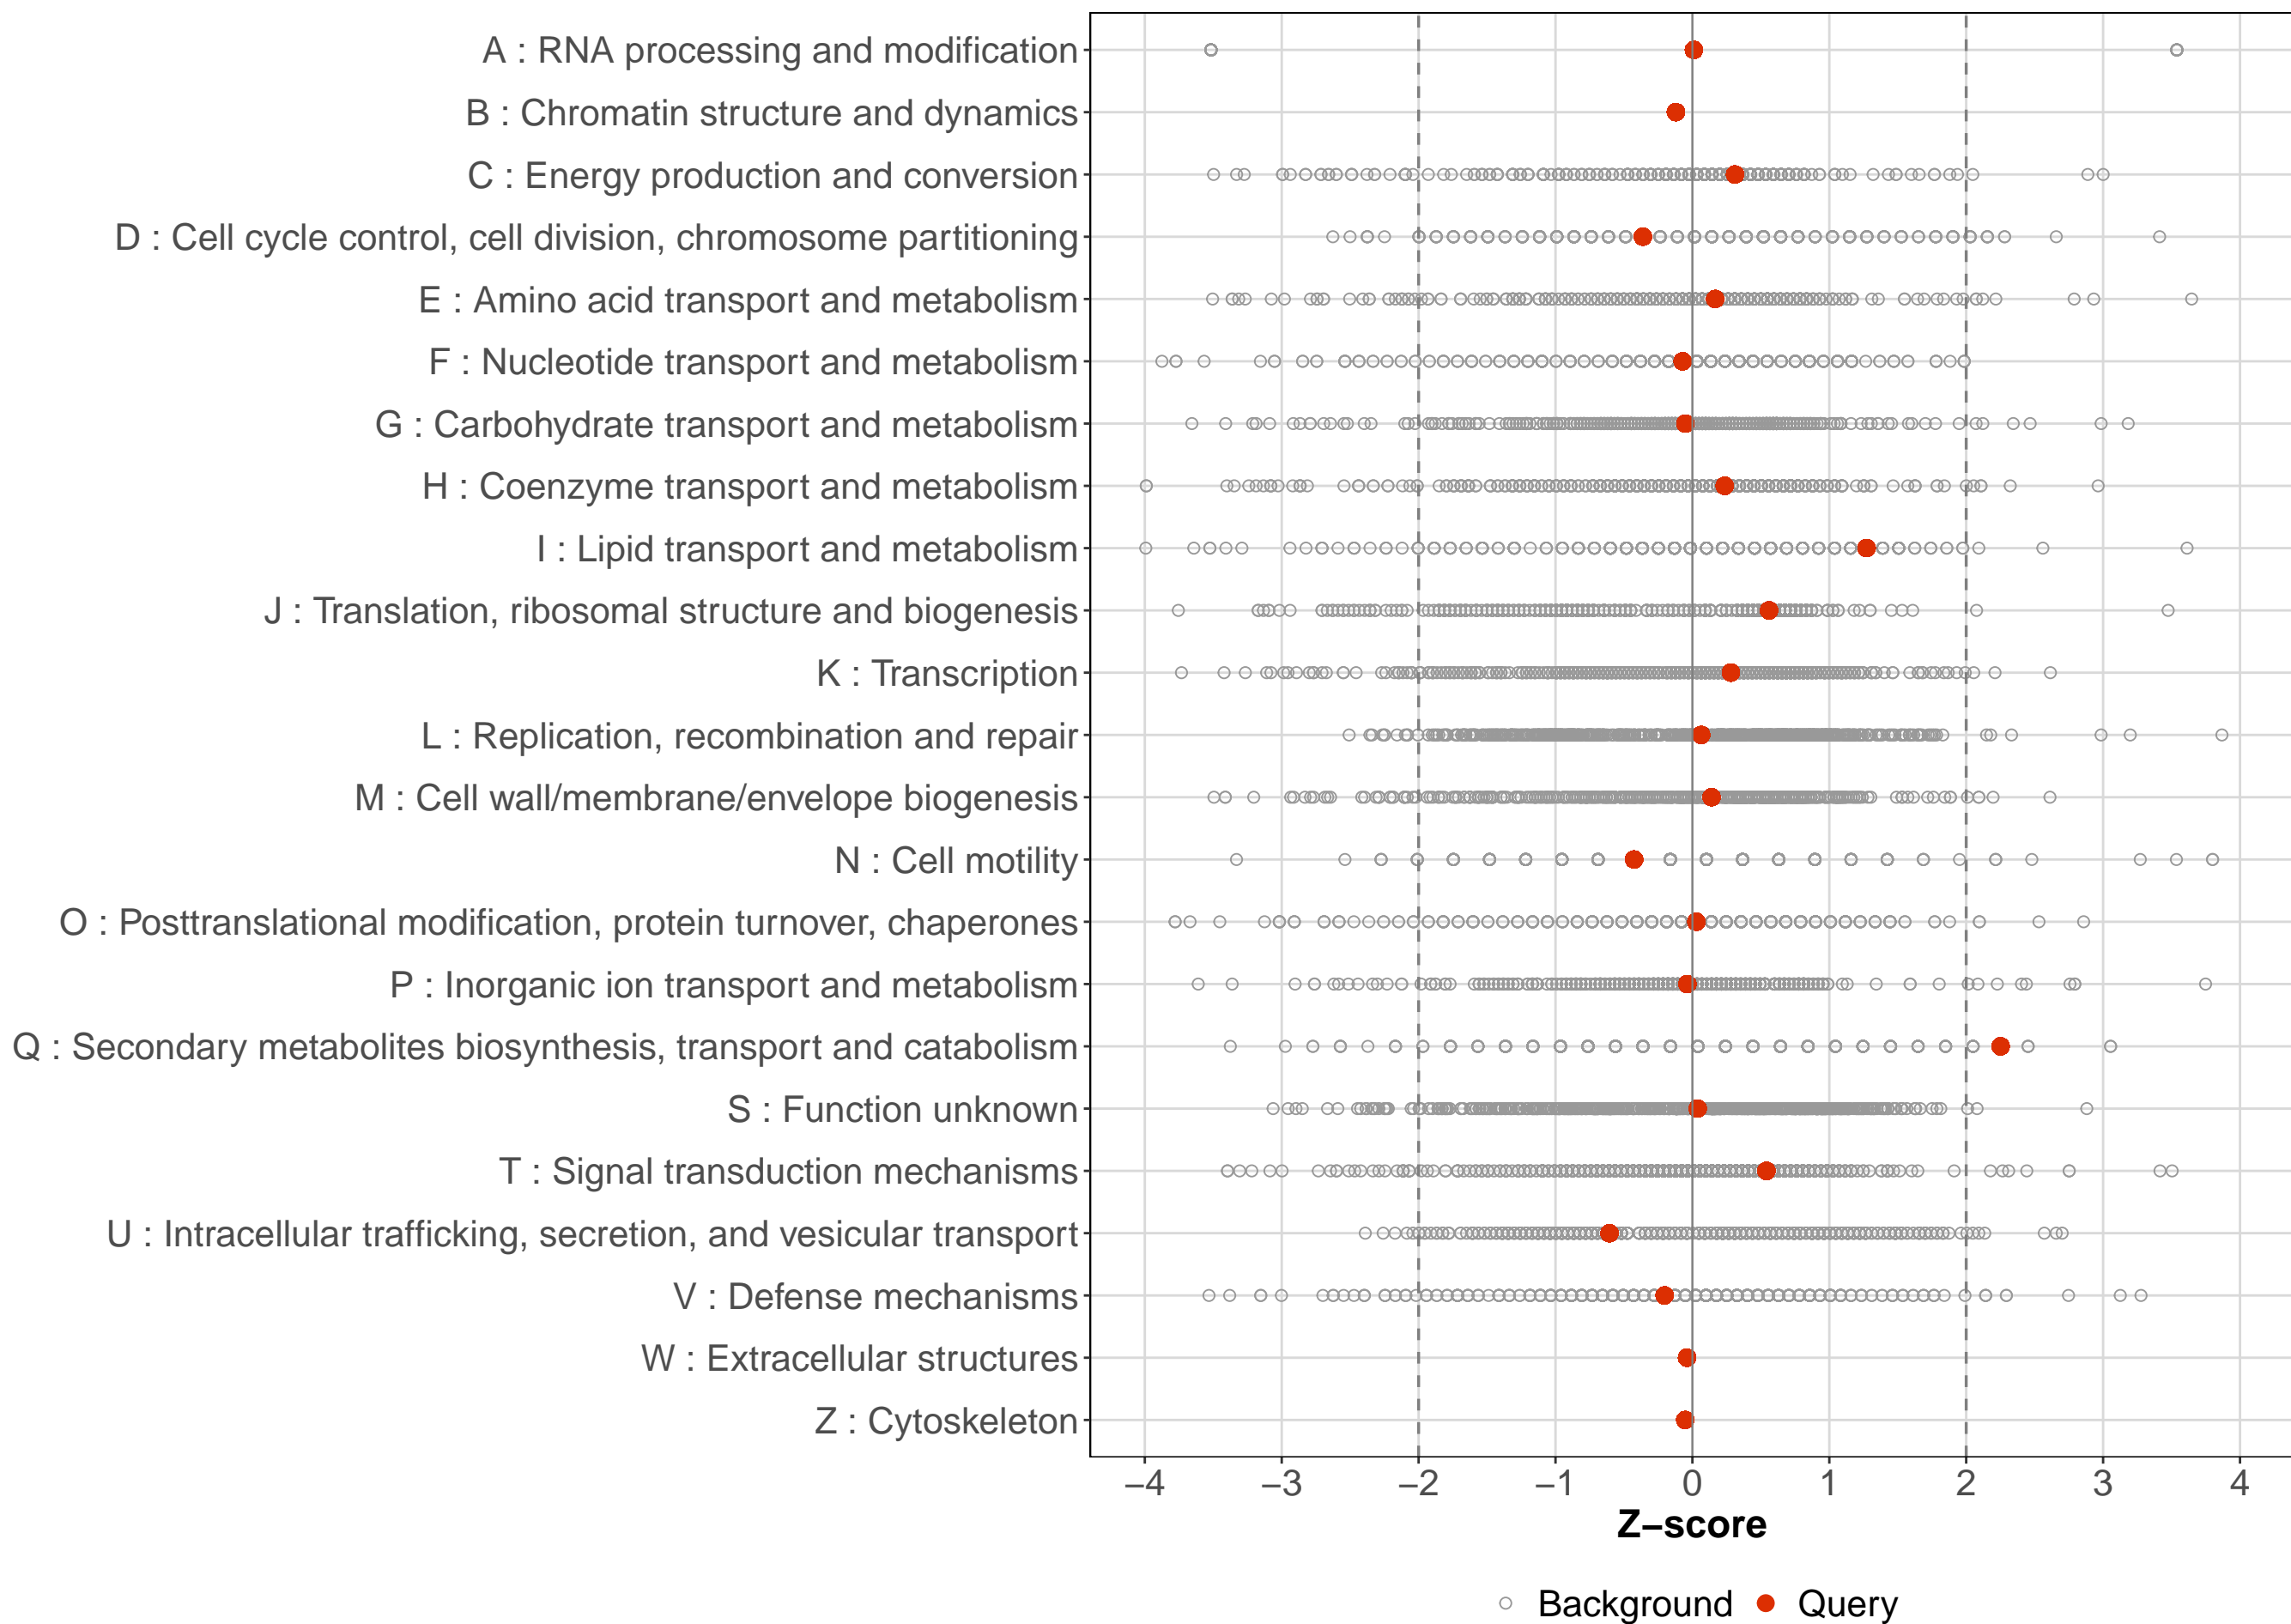 A : RNA processing and modification
B : Chromatin structure and dynamics
C : Energy production and conversion
D : Cell cycle control, cell division, chromosome partitioning
E : Amino acid transport and metabolism
F : Nucleotide transport and metabolism
G : Carbohydrate transport and metabolism
H : Coenzyme transport and metabolism
I : Lipid transport and metabolism
J : Translation, ribosomal structure and biogenesis
K : Transcription
L : Replication, recombination and repair
M : Cell wall/membrane/envelope biogenesis
N : Cell motility
O : Posttranslational modification, protein turnover, chaperones
P : Inorganic ion transport and metabolism
Q : Secondary metabolites biosynthesis, transport and catabolism
S : Function unknown
T : Signal transduction mechanisms
U : Intracellular trafficking, secretion, and vesicular transport
V : Defense mechanisms
W : Extracellular structures
Z : Cytoskeleton
−4 −3 −2 −1 0 1 2 3 4
Z−score
Background Query